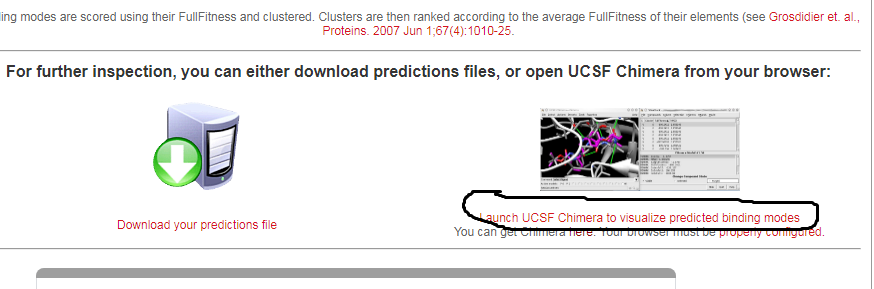 ing modes are scored using their FullFitness and clustered. Clusters are then ranked according to the average FullFitness of their elements (see Grosdidier et. al.,
Proteins. 2007 Jun 1;67(4):1010-25.
For further inspection, you can either download predictions files, or open UCSF Chimera from your browser:
Download your predictions file
Launch UCSF Chimera to visualize predicted binding modes
You can get Chimera here. Your browser must be properly configured.